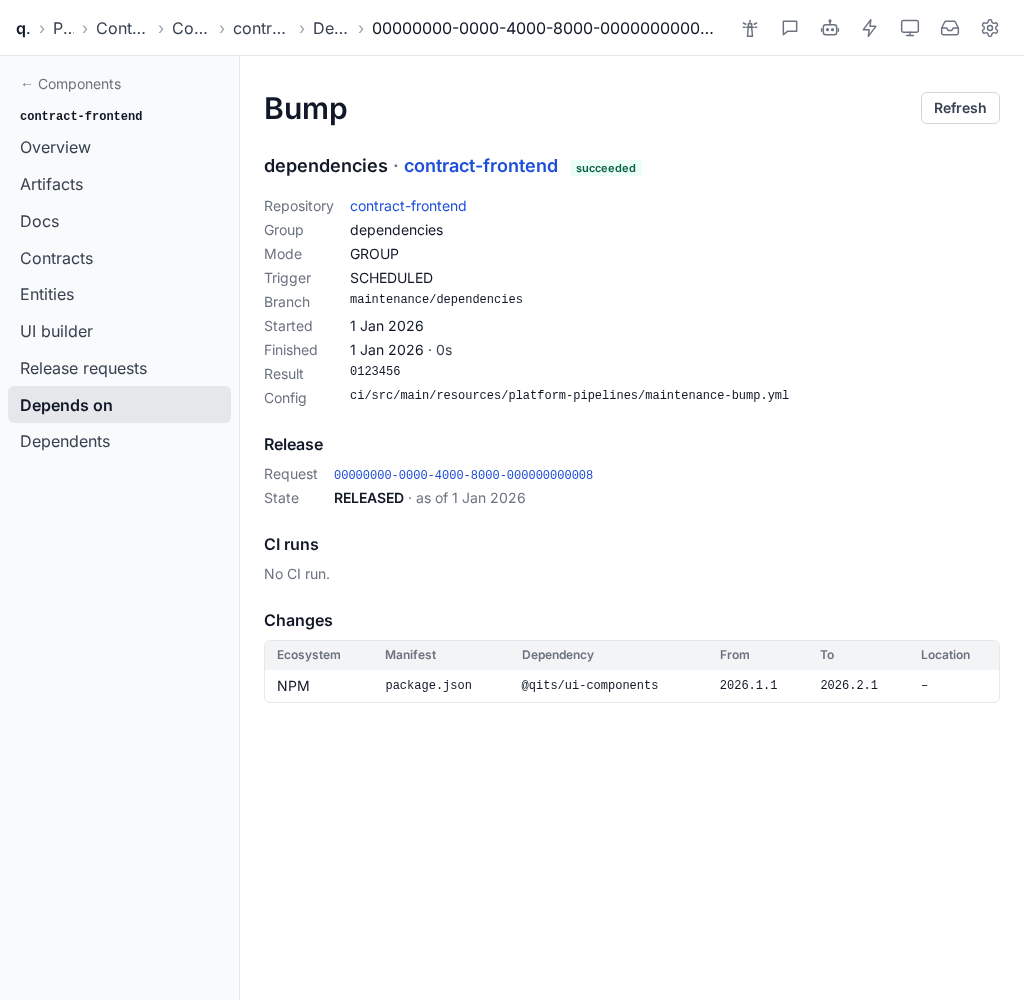 q. › P... › Cont... › Co... › contr... › De... › 00000000-0000-4000-8000-0000000000...
← Components
contract-frontend
Overview
Artifacts
Docs
Contracts
Entities
UI builder
Release requests
Depends on
Dependents
Bump
Refresh
dependencies · contract-frontend succeeded
Repository contract-frontend
Group dependencies
Mode GROUP
Trigger SCHEDULED
Branch maintenance/dependencies
Started 1 Jan 2026
Finished 1 Jan 2026 · 0s
Result 0123456
Config ci/src/main/resources/platform-pipelines/maintenance-bump.yml
Release
Request 00000000-0000-4000-8000-000000000008
State RELEASED · as of 1 Jan 2026
CI runs
No CI run.
Changes
Ecosystem Manifest Dependency From To Location
NPM package.json @qits/ui-components 2026.1.1 2026.2.1 –